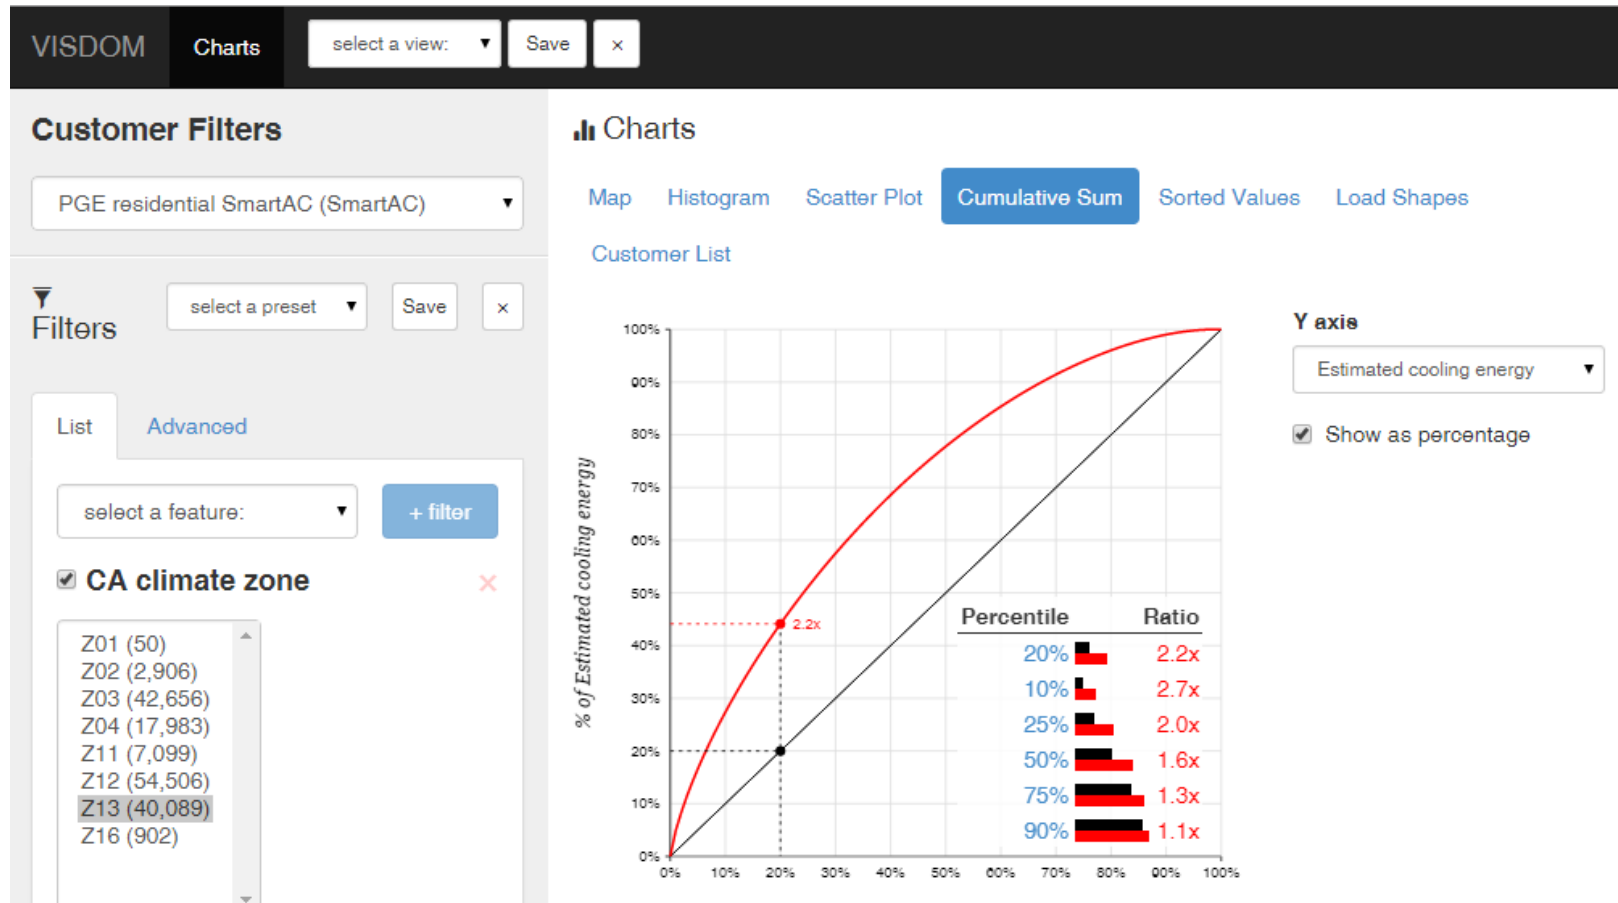 VISDOM Charts select a view: Save ×
Customer Filters
PGE residential SmartAC (SmartAC)
Filters select a preset Save ×
List Advanced
select a feature: + filter
CA climate zone ×
Z01 (50)
Z02 (2,906)
Z03 (42,656)
Z04 (17,983)
Z11 (7,099)
Z12 (54,506)
Z13 (40,089)
Z16 (902)
Charts
Map Histogram Scatter Plot Cumulative Sum Sorted Values Load Shapes
Customer List
% of Estimated cooling energy
100%
90%
80%
70%
60%
50%
40%
30%
20%
10%
0%
0% 10% 20% 30% 40% 50% 60% 70% 80% 90% 100%
2.2x
Percentile Ratio
20% 2.2x
10% 2.7x
25% 2.0x
50% 1.6x
75% 1.3x
90% 1.1x
Y axis
Estimated cooling energy
Show as percentage